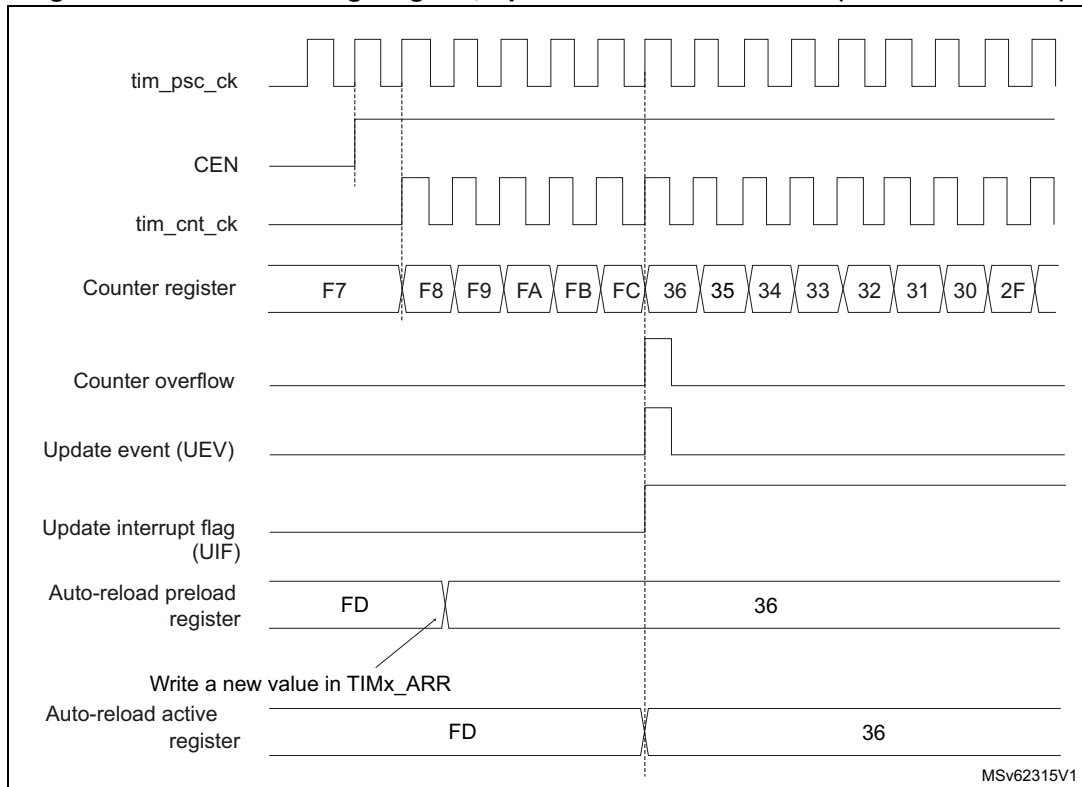 tim_psc_ck
CEN
tim_cnt_ck
Counter register F7 F8 F9 FA FB FC 36 35 34 33 32 31 30 2F
Counter overflow
Update event (UEV)
Update interrupt flag
(UIF)
Auto-reload preload
register
FD 36
Write a new value in TIMx_ARR
Auto-reload active
register
FD 36
MSv62315V1